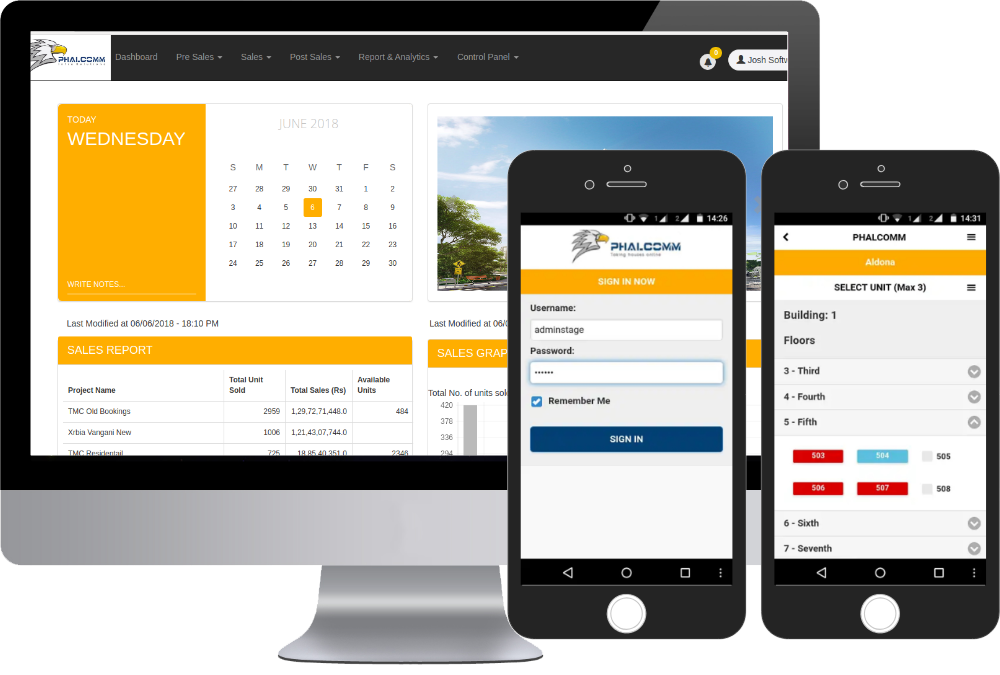 PHALCOMM
Dashboard
Pre Sales
Sales
Post Sales
Report & Analytics
Control Panel
0
Josh Softw
TODAY
WEDNESDAY
WRITE NOTES...
JUNE 2018
S M T W T F S
27 28 29 30 31 1 2
3 4 5 6 7 8 9
10 11 12 13 14 15 16
17 18 19 20 21 22 23
24 25 26 27 28 29 30
Last Modified at 06/06/2018 - 18:10 PM
SALES REPORT
Project Name Total Unit Sold Total Sales (Rs) Available Units
TMC Old Bookings 2959 1,29,72,71,448.0 484
Xrbia Vangani New 1006 1,21,43,07,744.0
TMC Residentail 725 18,85,40,351.0 2346
Last Modified at 06/0
SALES GRAP
Total No. of units sol
420
378
336
294
1 2 14:26
PHALCOMM
Taking houses online
SIGN IN NOW
Username:
adminstage
Password:
••••••
Remember Me
SIGN IN
1 2 14:31
PHALCOMM
Aldona
SELECT UNIT (Max 3)
Building: 1
Floors
3 - Third
4 - Fourth
5 - Fifth
503 504 505
506 507 508
6 - Sixth
7 - Seventh